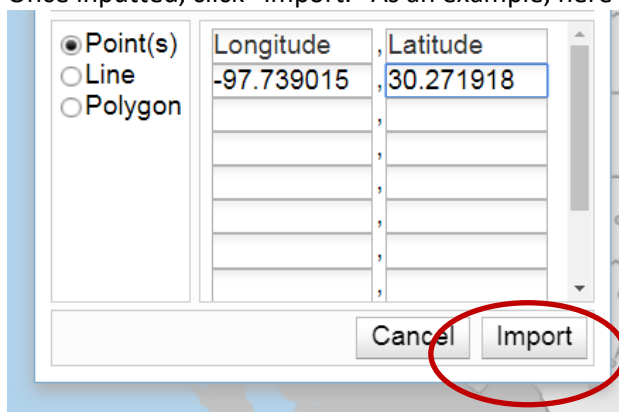 Once inputted, click "Import." As an example, here
Point(s)
Line
Polygon
Longitude , Latitude
-97.739015 , 30.271918
,
,
,
,
,
,
Cancel Import